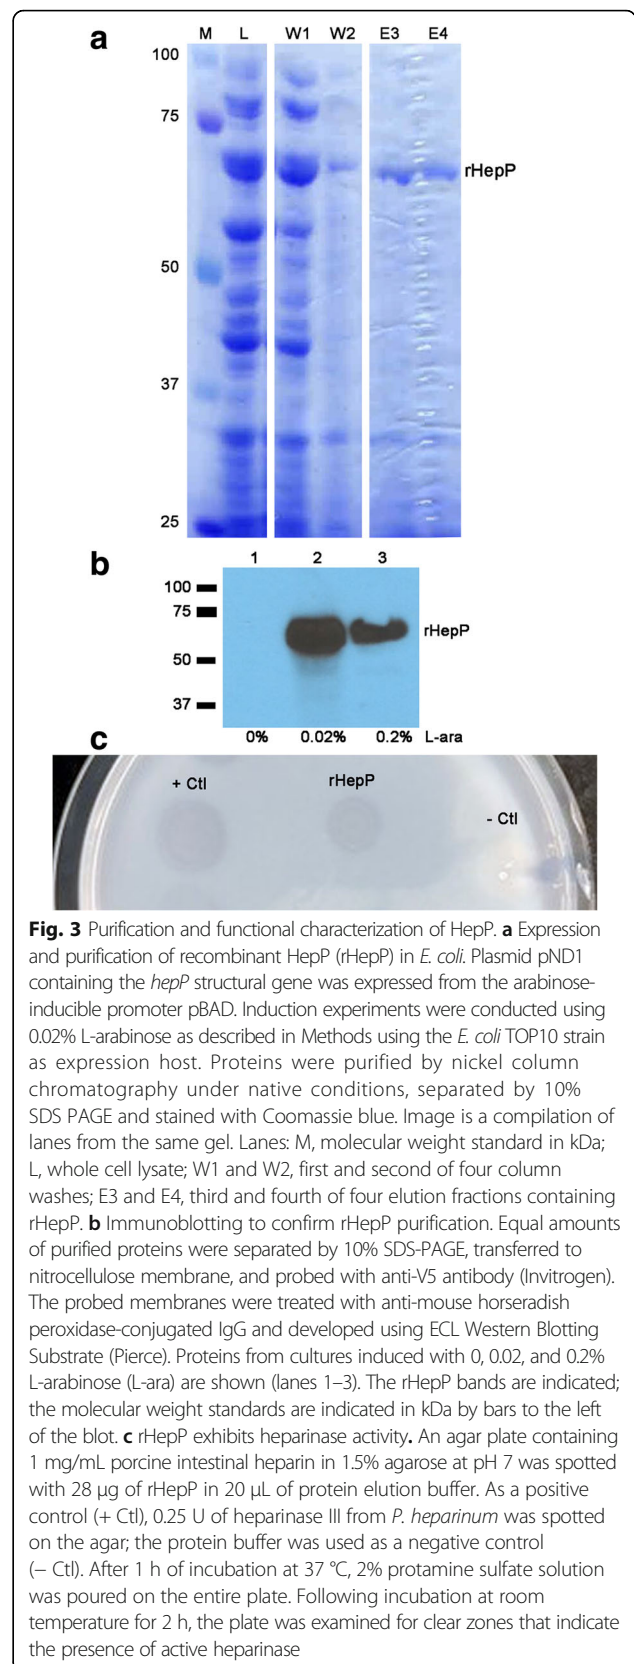 a
M L W1 W2 E3 E4
100
75
rHepP
50
37
25
b
1 2 3
100
75
rHepP
50
37
0% 0.02% 0.2% L-ara
c
+ Ctl rHepP
- Ctl
Fig. 3 Purification and functional characterization of HepP. a Expression
and purification of recombinant HepP (rHepP) in E. coli. Plasmid pND1
containing the hepP structural gene was expressed from the arabinose-
inducible promoter pBAD. Induction experiments were conducted using
0.02% L-arabinose as described in Methods using the E. coli TOP10 strain
as expression host. Proteins were purified by nickel column
chromatography under native conditions, separated by 10%
SDS PAGE and stained with Coomassie blue. Image is a compilation of
lanes from the same gel. Lanes: M, molecular weight standard in kDa;
L, whole cell lysate; W1 and W2, first and second of four column
washes; E3 and E4, third and fourth of four elution fractions containing
rHepP. b Immunoblotting to confirm rHepP purification. Equal amounts
of purified proteins were separated by 10% SDS-PAGE, transferred to
nitrocellulose membrane, and probed with anti-V5 antibody (Invitrogen).
The probed membranes were treated with anti-mouse horseradish
peroxidase-conjugated IgG and developed using ECL Western Blotting
Substrate (Pierce). Proteins from cultures induced with 0, 0.02, and 0.2%
L-arabinose (L-ara) are shown (lanes 1–3). The rHepP bands are indicated;
the molecular weight standards are indicated in kDa by bars to the left
of the blot. c rHepP exhibits heparinase activity. An agar plate containing
1 mg/mL porcine intestinal heparin in 1.5% agarose at pH 7 was spotted
with 28 μg of rHepP in 20 μL of protein elution buffer. As a positive
control (+ Ctl), 0.25 U of heparinase III from P. heparinum was spotted
on the agar; the protein buffer was used as a negative control
(− Ctl). After 1 h of incubation at 37 °C, 2% protamine sulfate solution
was poured on the entire plate. Following incubation at room
temperature for 2 h, the plate was examined for clear zones that indicate
the presence of active heparinase